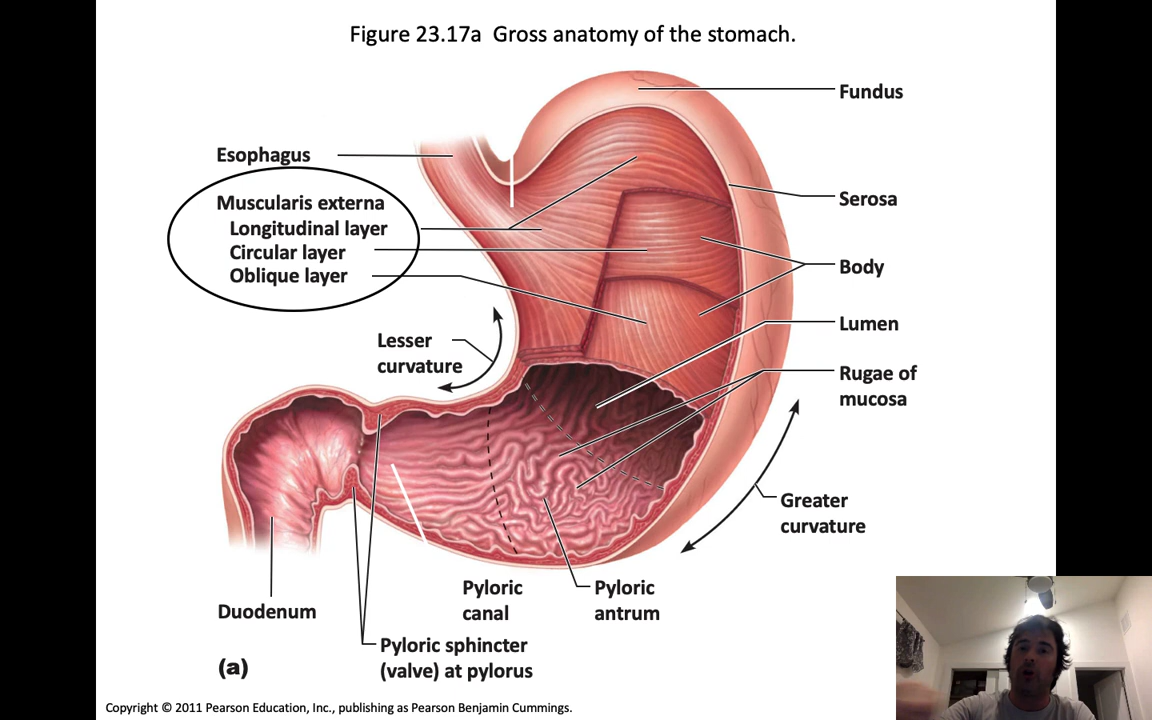 Figure 23.17a  Gross anatomy of the stomach.
Fundus
Esophagus
Muscularis externa
Longitudinal layer
Circular layer
Oblique layer
Serosa
Body
Lumen
Lesser
curvature
Rugae of
mucosa
Greater
curvature
Pyloric
canal
Pyloric
antrum
Duodenum
Pyloric sphincter
(valve) at pylorus
(a)
Copyright © 2011 Pearson Education, Inc., publishing as Pearson Benjamin Cummings.